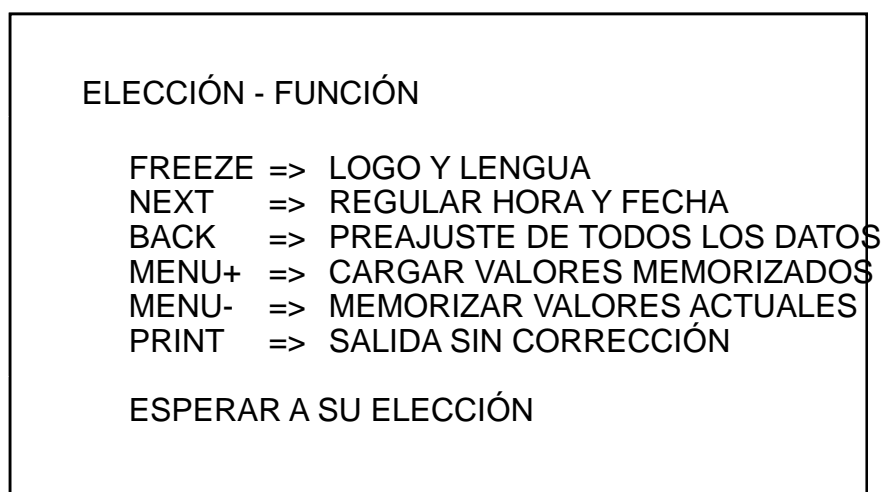 ELECCIÓN - FUNCIÓN
FREEZE => LOGO Y LENGUA
NEXT => REGULAR HORA Y FECHA
BACK => PREAJUSTE DE TODOS LOS DATOS
MENU+ => CARGAR VALORES MEMORIZADOS
MENU- => MEMORIZAR VALORES ACTUALES
PRINT => SALIDA SIN CORRECCIÓN
ESPERAR A SU ELECCIÓN